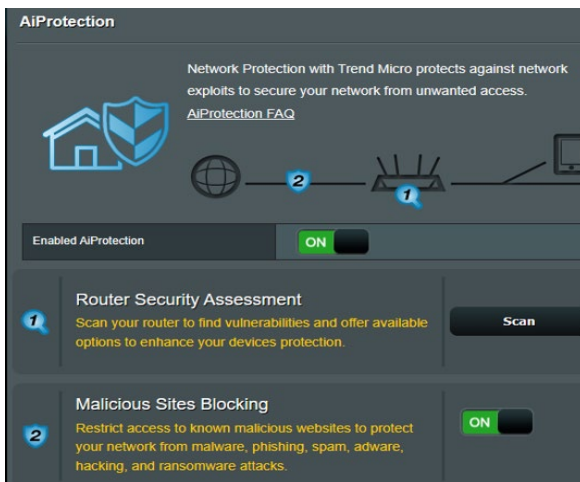 AiProtection
Network Protection with Trend Micro protects against network
exploits to secure your network from unwanted access.
AiProtection FAQ
2
1
Enabled AiProtection
ON
1
Router Security Assessment
Scan your router to find vulnerabilities and offer available
options to enhance your devices protection.
Scan
2
Malicious Sites Blocking
Restrict access to known malicious websites to protect
your network from malware, phishing, spam, adware,
hacking, and ransomware attacks.
ON